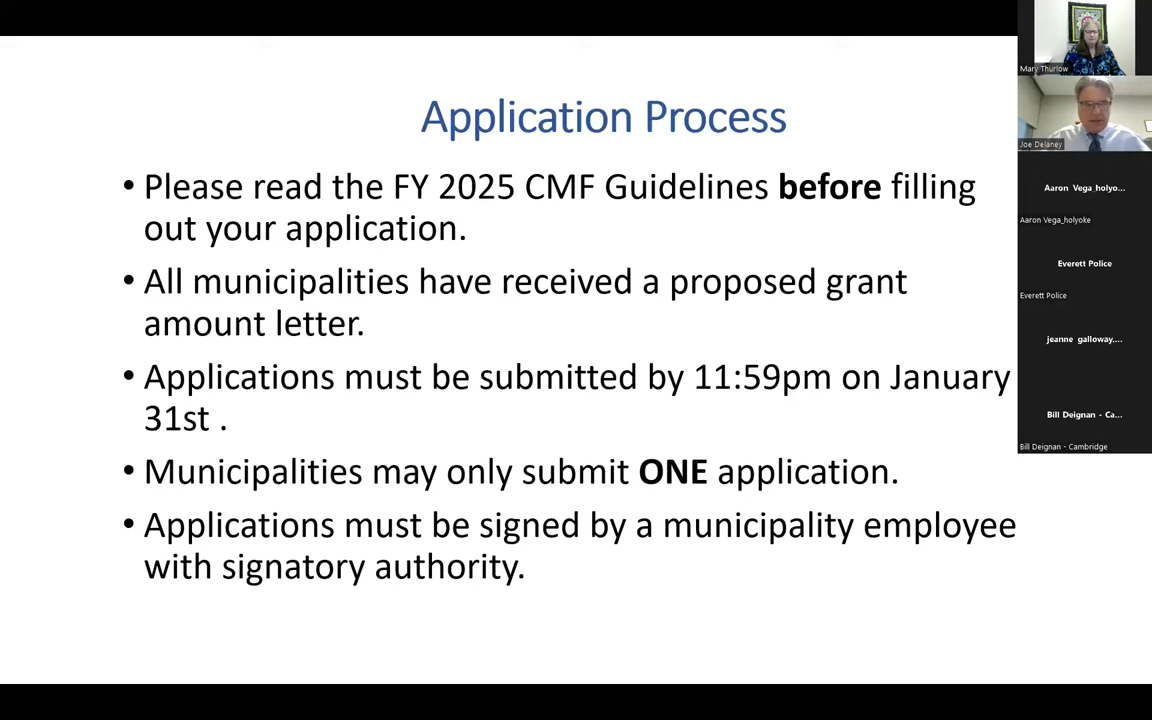 Application Process
• Please read the FY 2025 CMF Guidelines before filling
out your application.
• All municipalities have received a proposed grant
amount letter.
• Applications must be submitted by 11:59pm on January
31st .
• Municipalities may only submit ONE application.
• Applications must be signed by a municipality employee
with signatory authority.
Mary Thurlow
Joe Delaney
Aaron Vega_holyo...
Aaron Vega_holyoke
Everett Police
Everett Police
jeanne galloway,...
Bill Deignan - Ca...
Bill Deignan - Cambridge